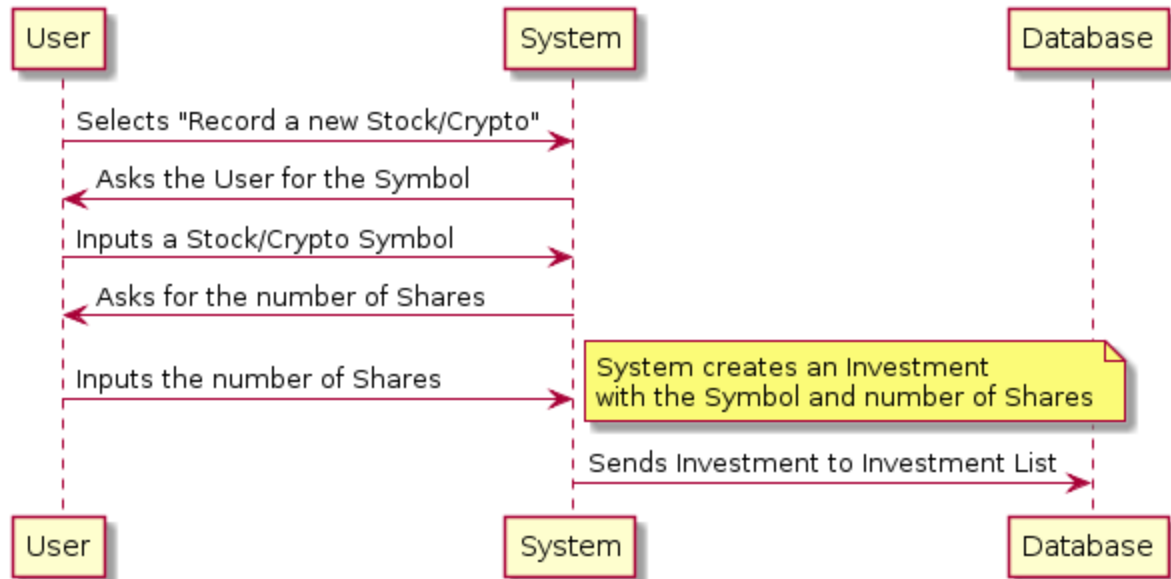 User
System
Database
Selects "Record a new Stock/Crypto"
Asks the User for the Symbol
Inputs a Stock/Crypto Symbol
Asks for the number of Shares
Inputs the number of Shares
System creates an Investment
with the Symbol and number of Shares
Sends Investment to Investment List
User
System
Database